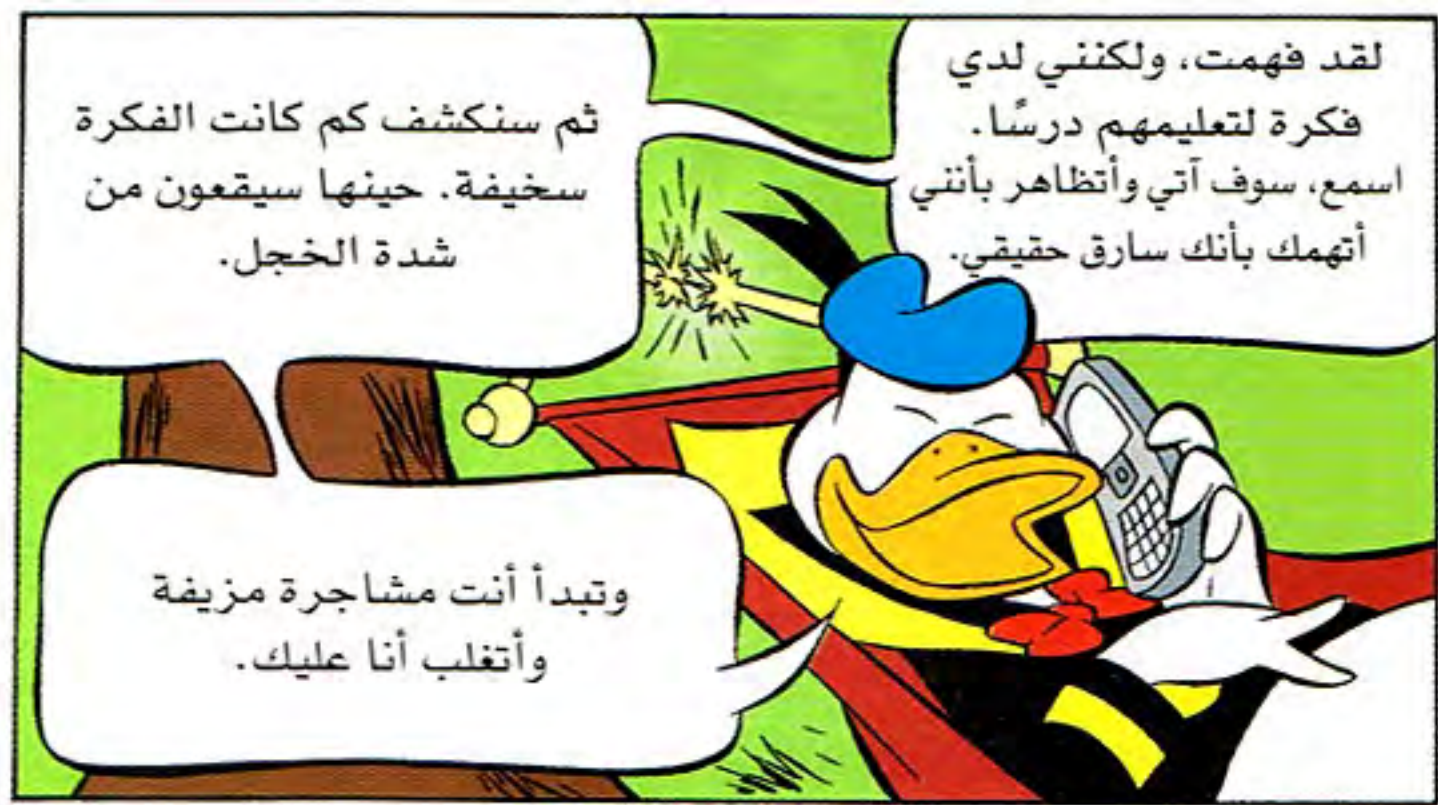 لقد فهمت، ولكنني لدي
فكرة لتعليمهم درسًا.
اسمع، سوف آتي وأتظاهر بأنني
أتهمك بأنك سارق حقيقي.
ثم سنكشف كم كانت الفكرة
سخيفة. حينها سيقعون من
شدة الخجل.
وتبدأ أنت مشاجرة مزيفة
وأتغلب أنا عليك.